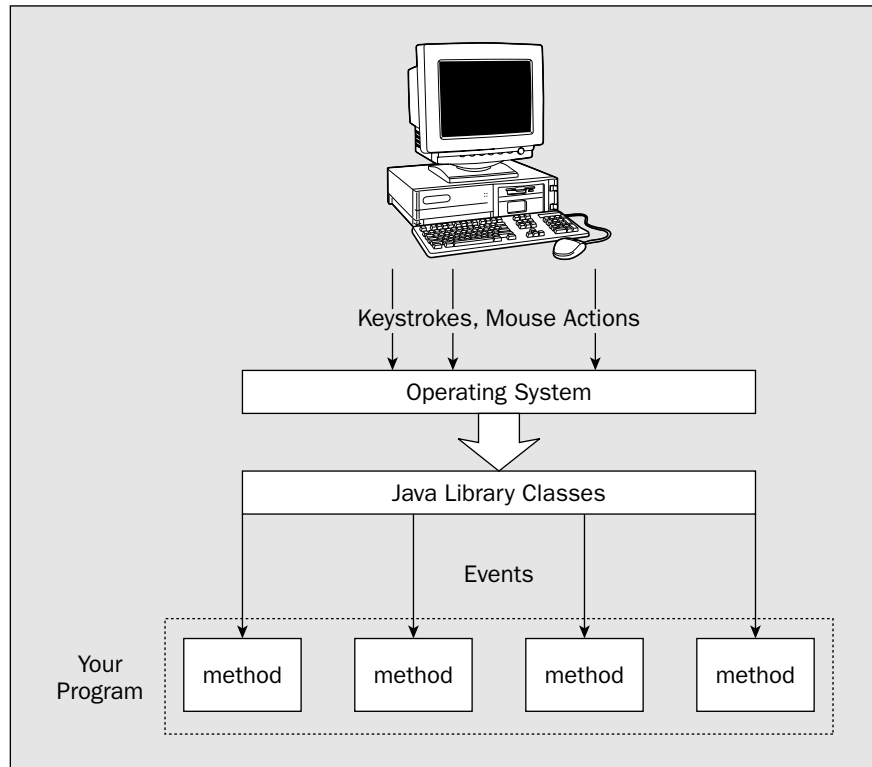 Keystrokes, Mouse Actions
Operating System
Java Library Classes
Events
Your
Program
method
method
method
method